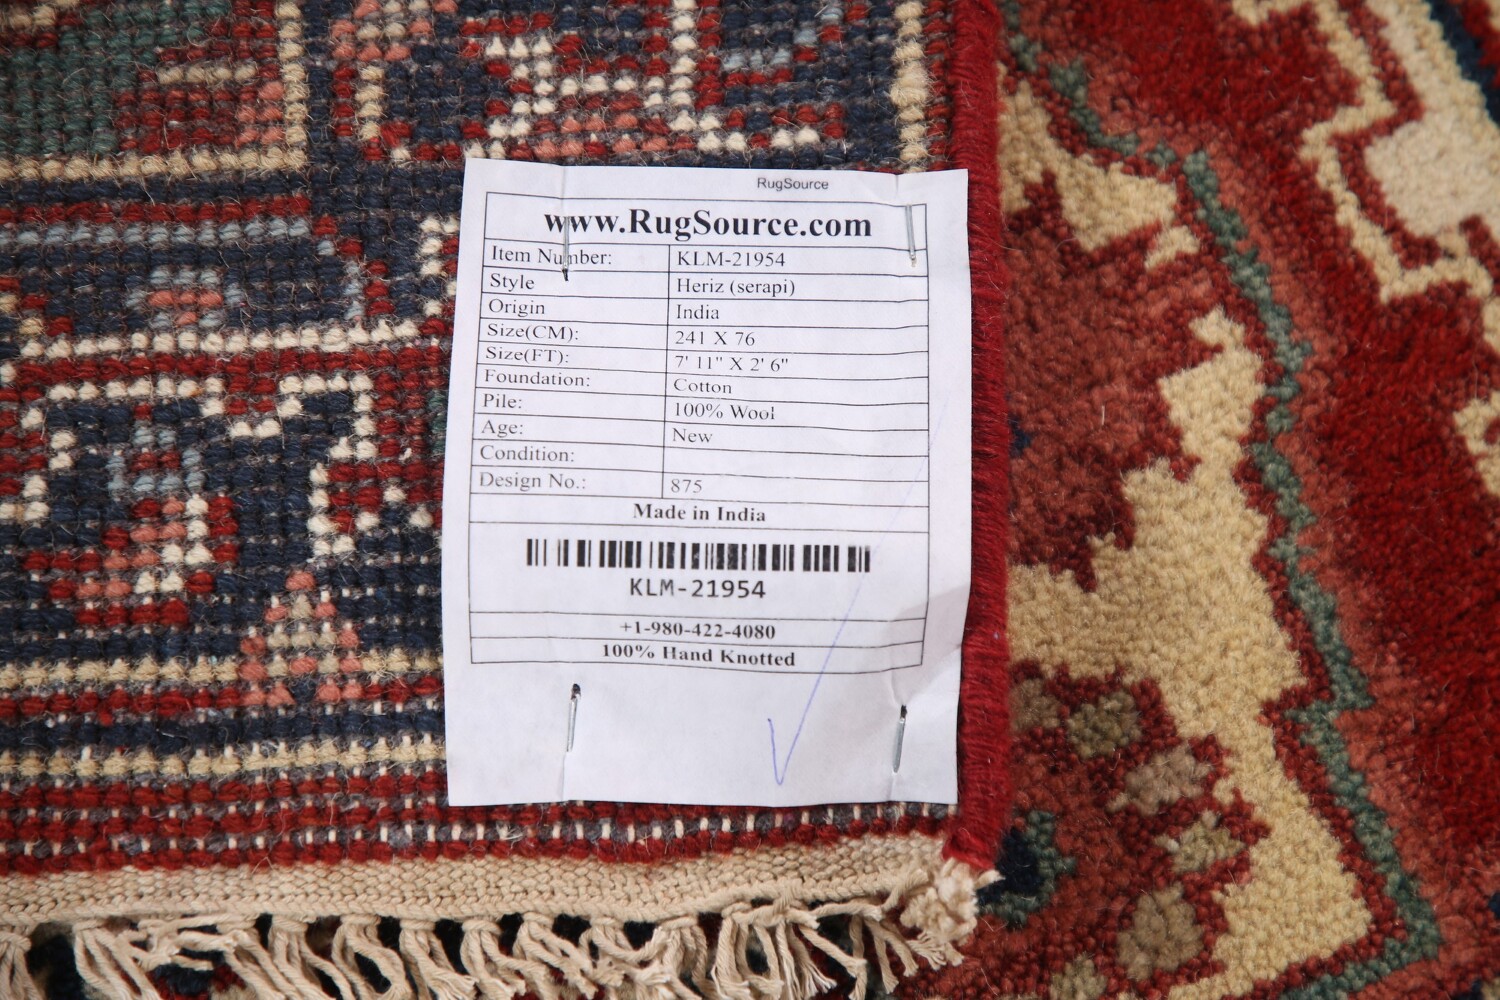 RugSource
www.RugSource.com
Item Number: KLM-21954
Style Heriz (serapi)
Origin India
Size(CM): 241 X 76
Size(FT): 7' 11" X 2' 6"
Foundation: Cotton
Pile: 100% Wool
Age: New
Condition:
Design No.: 875
Made in India
KLM-21954
+1-980-422-4080
100% Hand Knotted